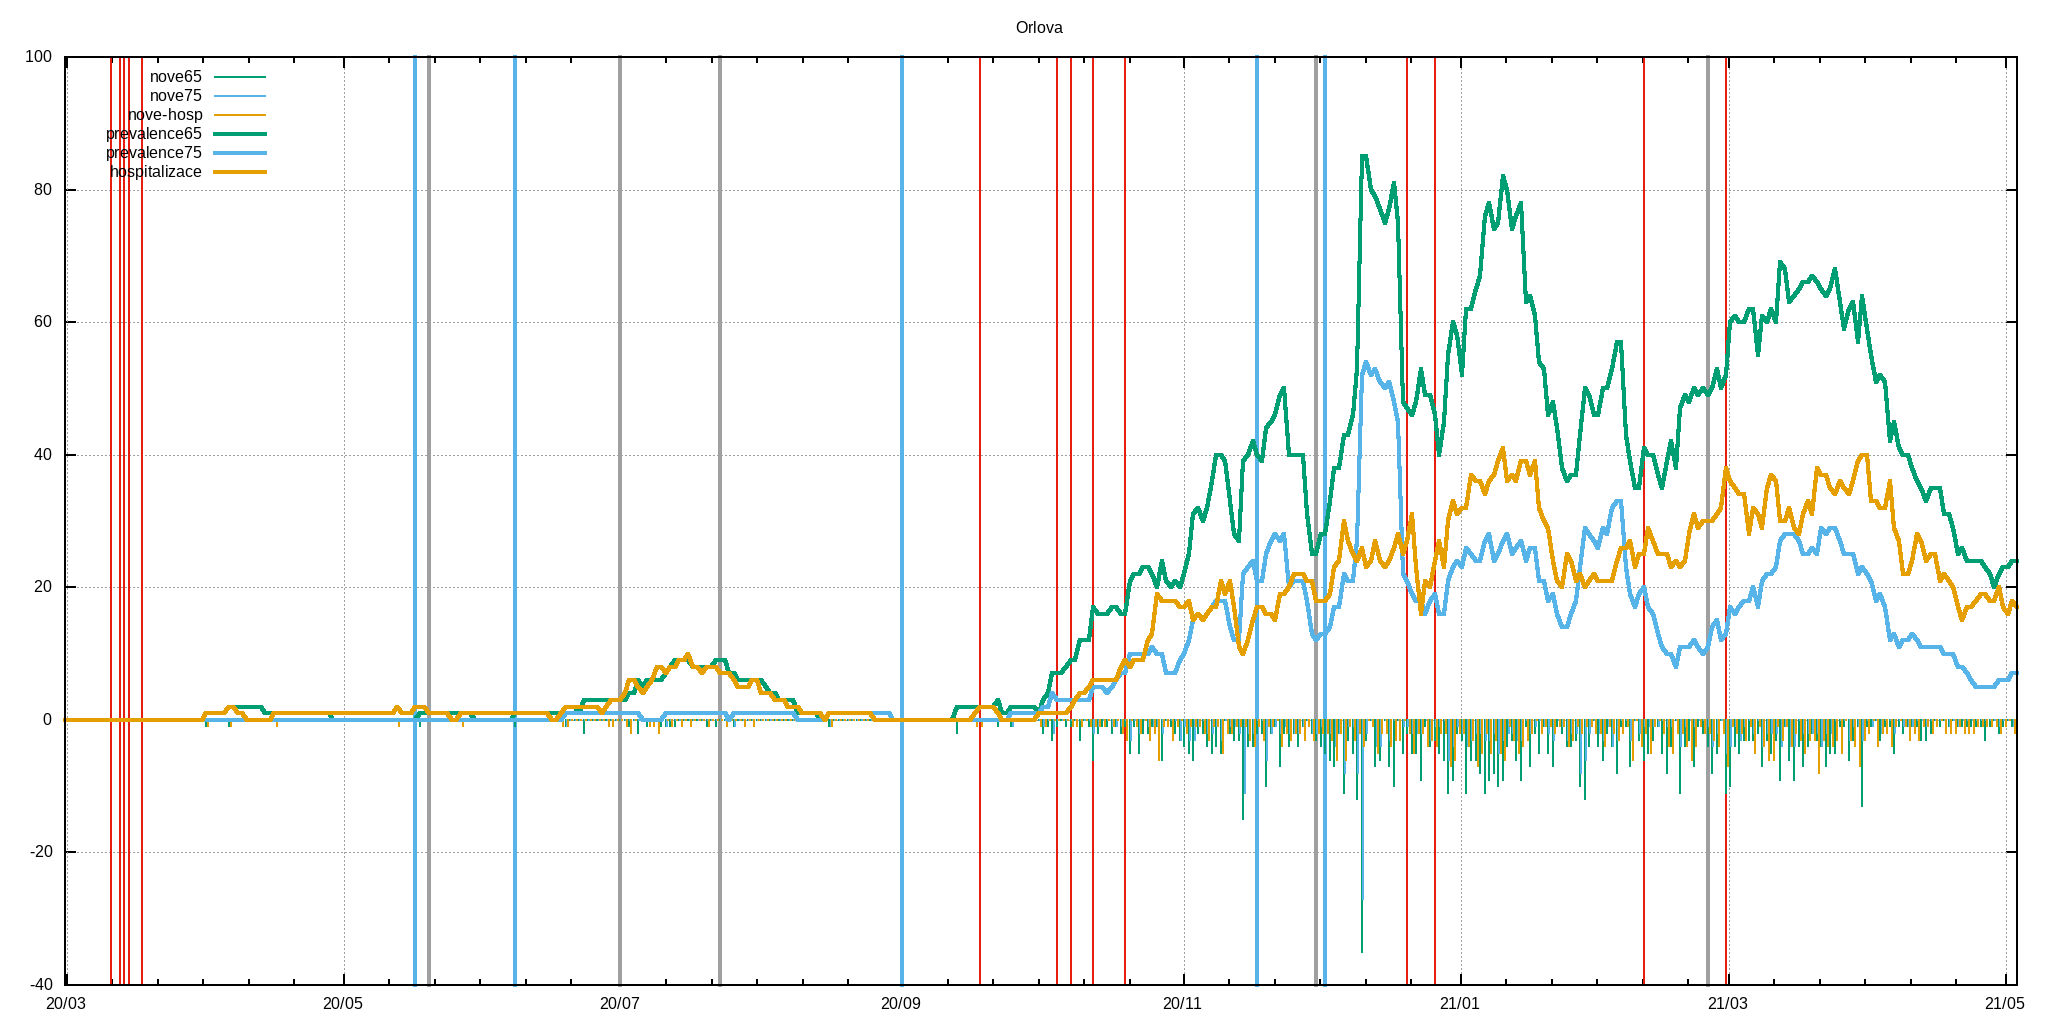 Orlova
100
nove65
nove75
nove-hosp
prevalence65
prevalence75
hospitalizace
80
60
40
20
0
-20
-40
20/03 20/05 20/07 20/09 20/11 21/01 21/03 21/05